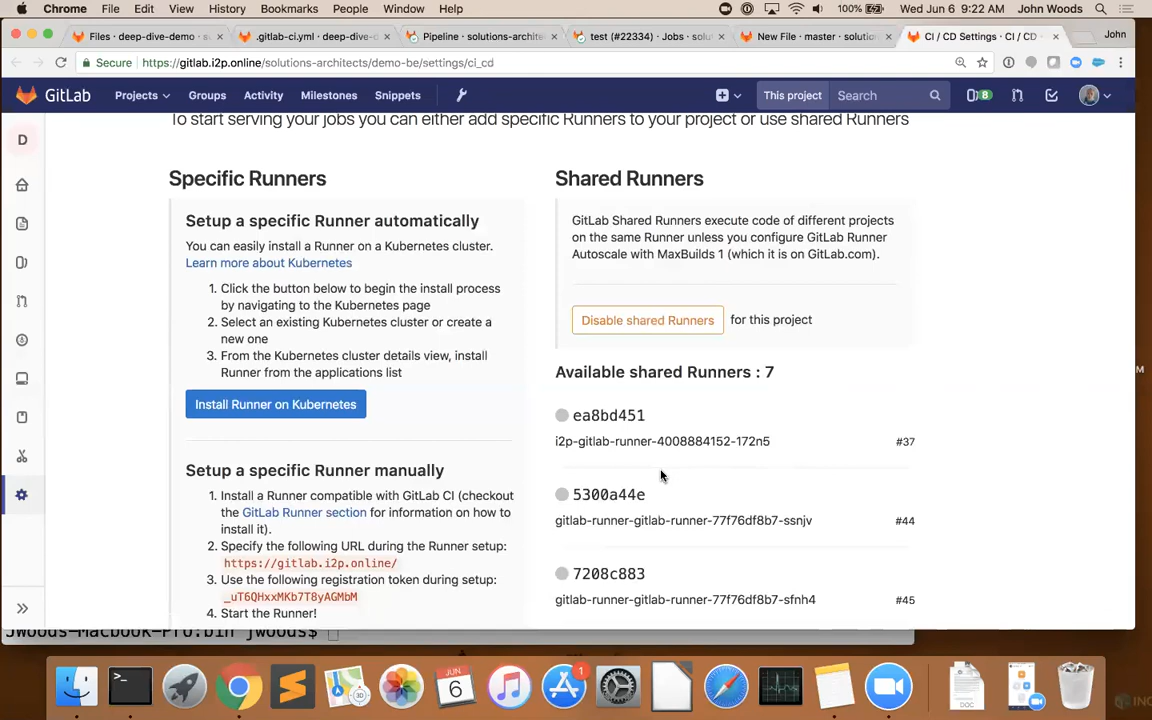 Chrome File Edit View History Bookmarks People Window Help 100% Wed Jun 6 9:22 AM John Woods
Files · deep-dive-demo · s
.gitlab-ci.yml · deep-dive-d
Pipeline · solutions-archite
test (#22334) · Jobs · solu
New File · master · solution
CI / CD Settings · CI / CD ·
John
Secure https://gitlab.i2p.online/solutions-architects/demo-be/settings/ci_cd
GitLab Projects Groups Activity Milestones Snippets This project Search 8
D
To start serving your jobs you can either add specific Runners to your project or use shared Runners
Specific Runners
Setup a specific Runner automatically
You can easily install a Runner on a Kubernetes cluster.
Learn more about Kubernetes
1. Click the button below to begin the install process
by navigating to the Kubernetes page
2. Select an existing Kubernetes cluster or create a
new one
3. From the Kubernetes cluster details view, install
Runner from the applications list
Install Runner on Kubernetes
Setup a specific Runner manually
1. Install a Runner compatible with GitLab CI (checkout
the GitLab Runner section for information on how to
install it).
2. Specify the following URL during the Runner setup:
https://gitlab.i2p.online/
3. Use the following registration token during setup:
_uT6QHxxMKb7T8yAGMbM
4. Start the Runner!
Shared Runners
GitLab Shared Runners execute code of different projects
on the same Runner unless you configure GitLab Runner
Autoscale with MaxBuilds 1 (which it is on GitLab.com).
Disable shared Runners for this project
Available shared Runners : 7
ea8bd451
i2p-gitlab-runner-4008884152-172n5 #37
5300a44e
gitlab-runner-gitlab-runner-77f76df8b7-ssnjv #44
7208c883
gitlab-runner-gitlab-runner-77f76df8b7-sfnh4 #45
JWoods-Macbook-Pro:bin jwoods$
JUN
6
1
DOC